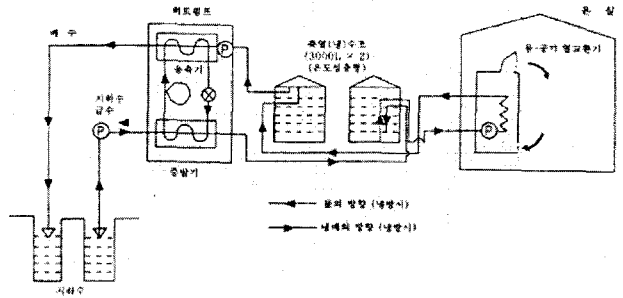 히트펌프
온 실
배 수
축열(냉)수조
(3000L × 2)
(온도성층형)
물-공기 열교환기
응축기
P
지하수
급수
P
P
증발기
물의 방향 (냉방시)
냉매의 방향 (냉방시)
지하수